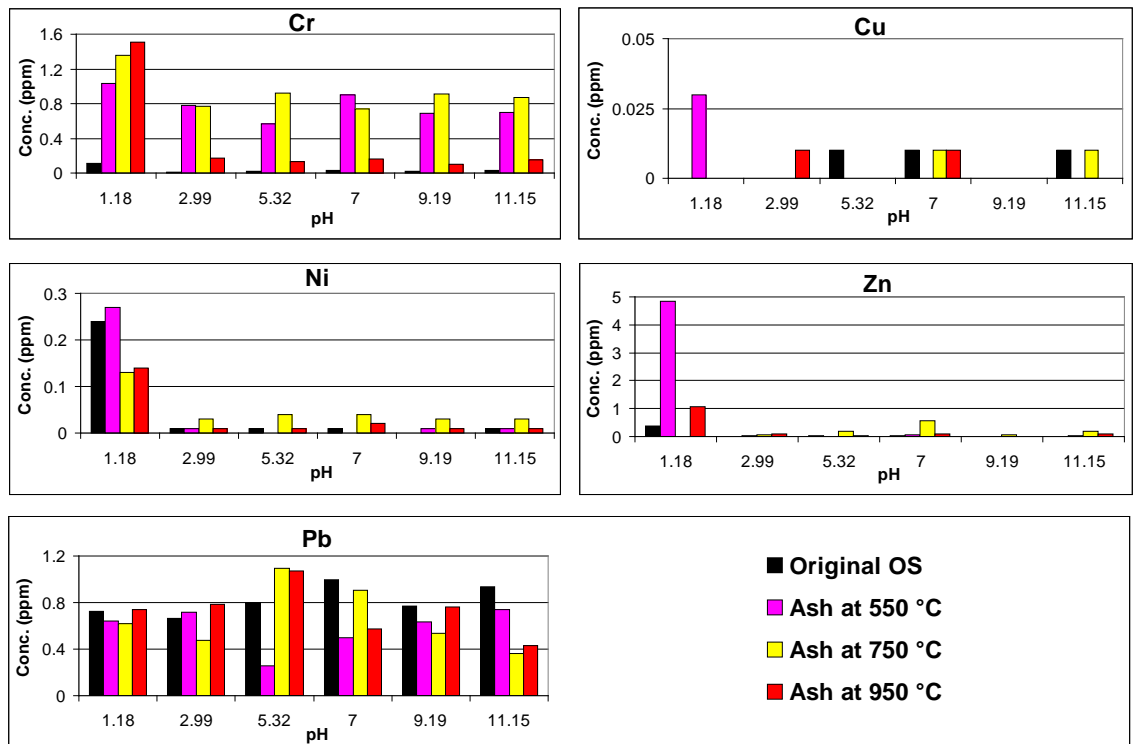 Cr
Conc. (ppm)
1.6
1.2
0.8
0.4
0
1.18 2.99 5.32 7 9.19 11.15
pH
Cu
Conc. (ppm)
0.05
0.025
0
1.18 2.99 5.32 7 9.19 11.15
pH
Ni
Conc. (ppm)
0.3
0.2
0.1
0
1.18 2.99 5.32 7 9.19 11.15
pH
Zn
Conc. (ppm)
5
4
3
2
1
0
1.18 2.99 5.32 7 9.19 11.15
pH
Pb
Conc. (ppm)
1.2
0.8
0.4
0
1.18 2.99 5.32 7 9.19 11.15
pH
Original OS
Ash at 550 °C
Ash at 750 °C
Ash at 950 °C